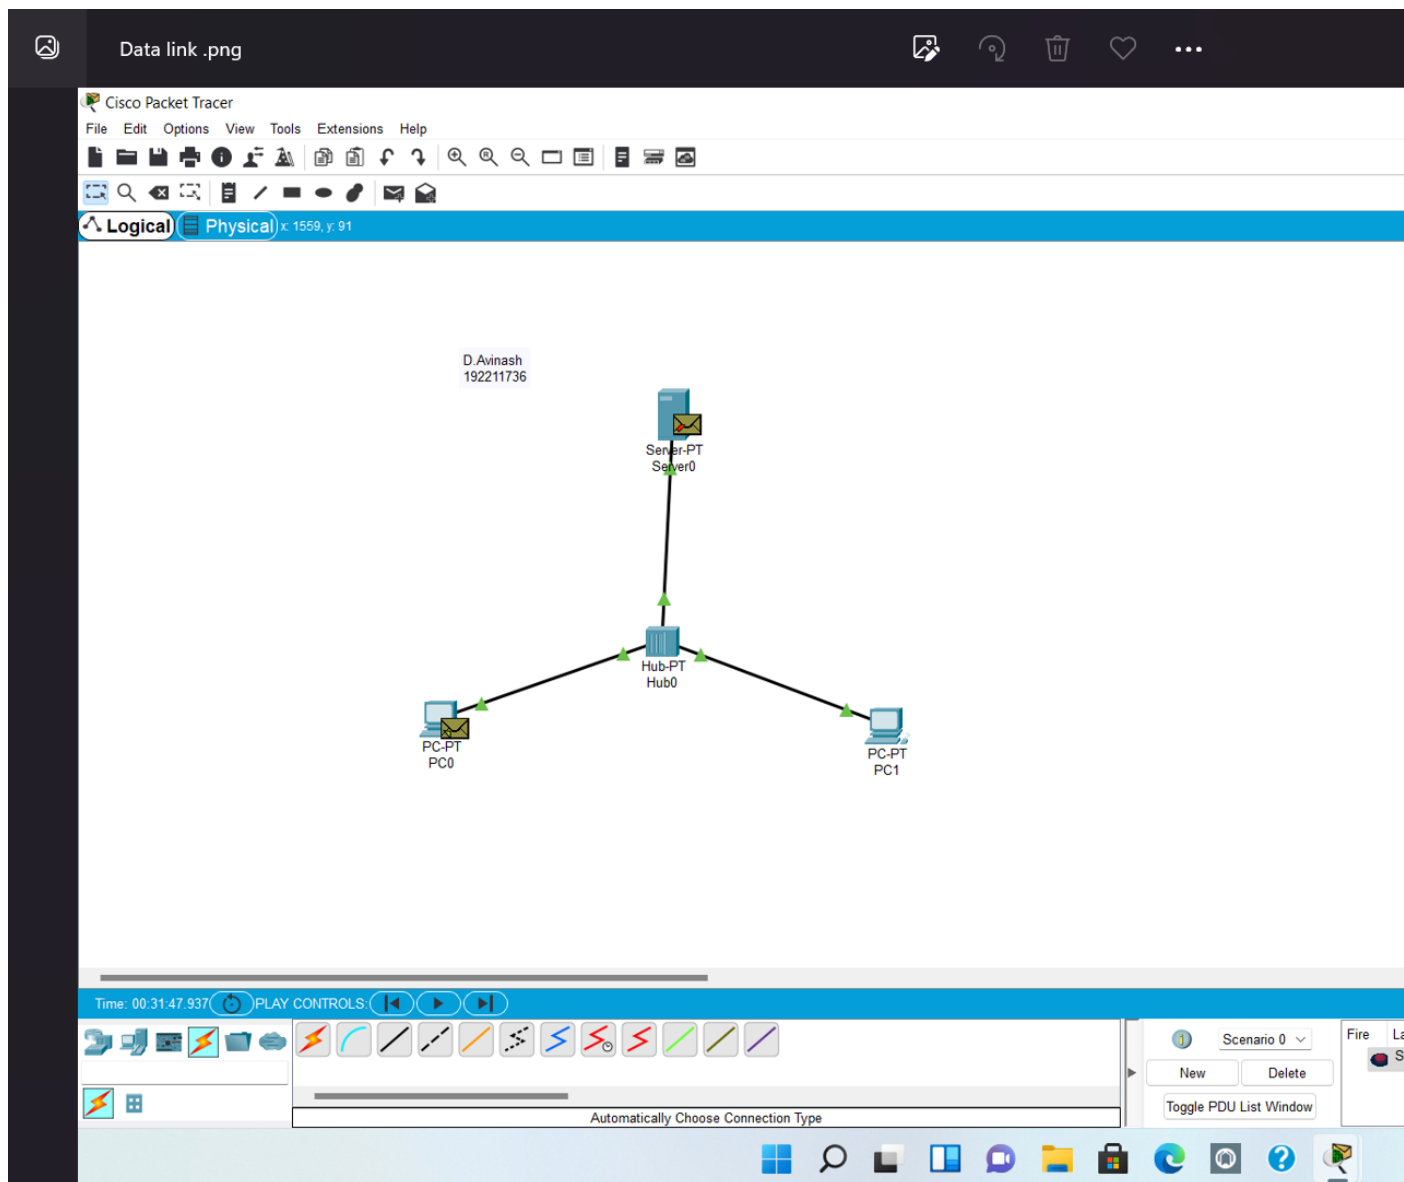 Data link .png
Cisco Packet Tracer
File Edit Options View Tools Extensions Help
Logical Physical x: 1559, y: 91
D.Avinash
192211736
Server-PT
Server0
Hub-PT
Hub0
PC-PT
PC0
PC-PT
PC1
Time: 00:31:47.937 PLAY CONTROLS:
Scenario 0
Fire La
S
New Delete
Toggle PDU List Window
Automatically Choose Connection Type